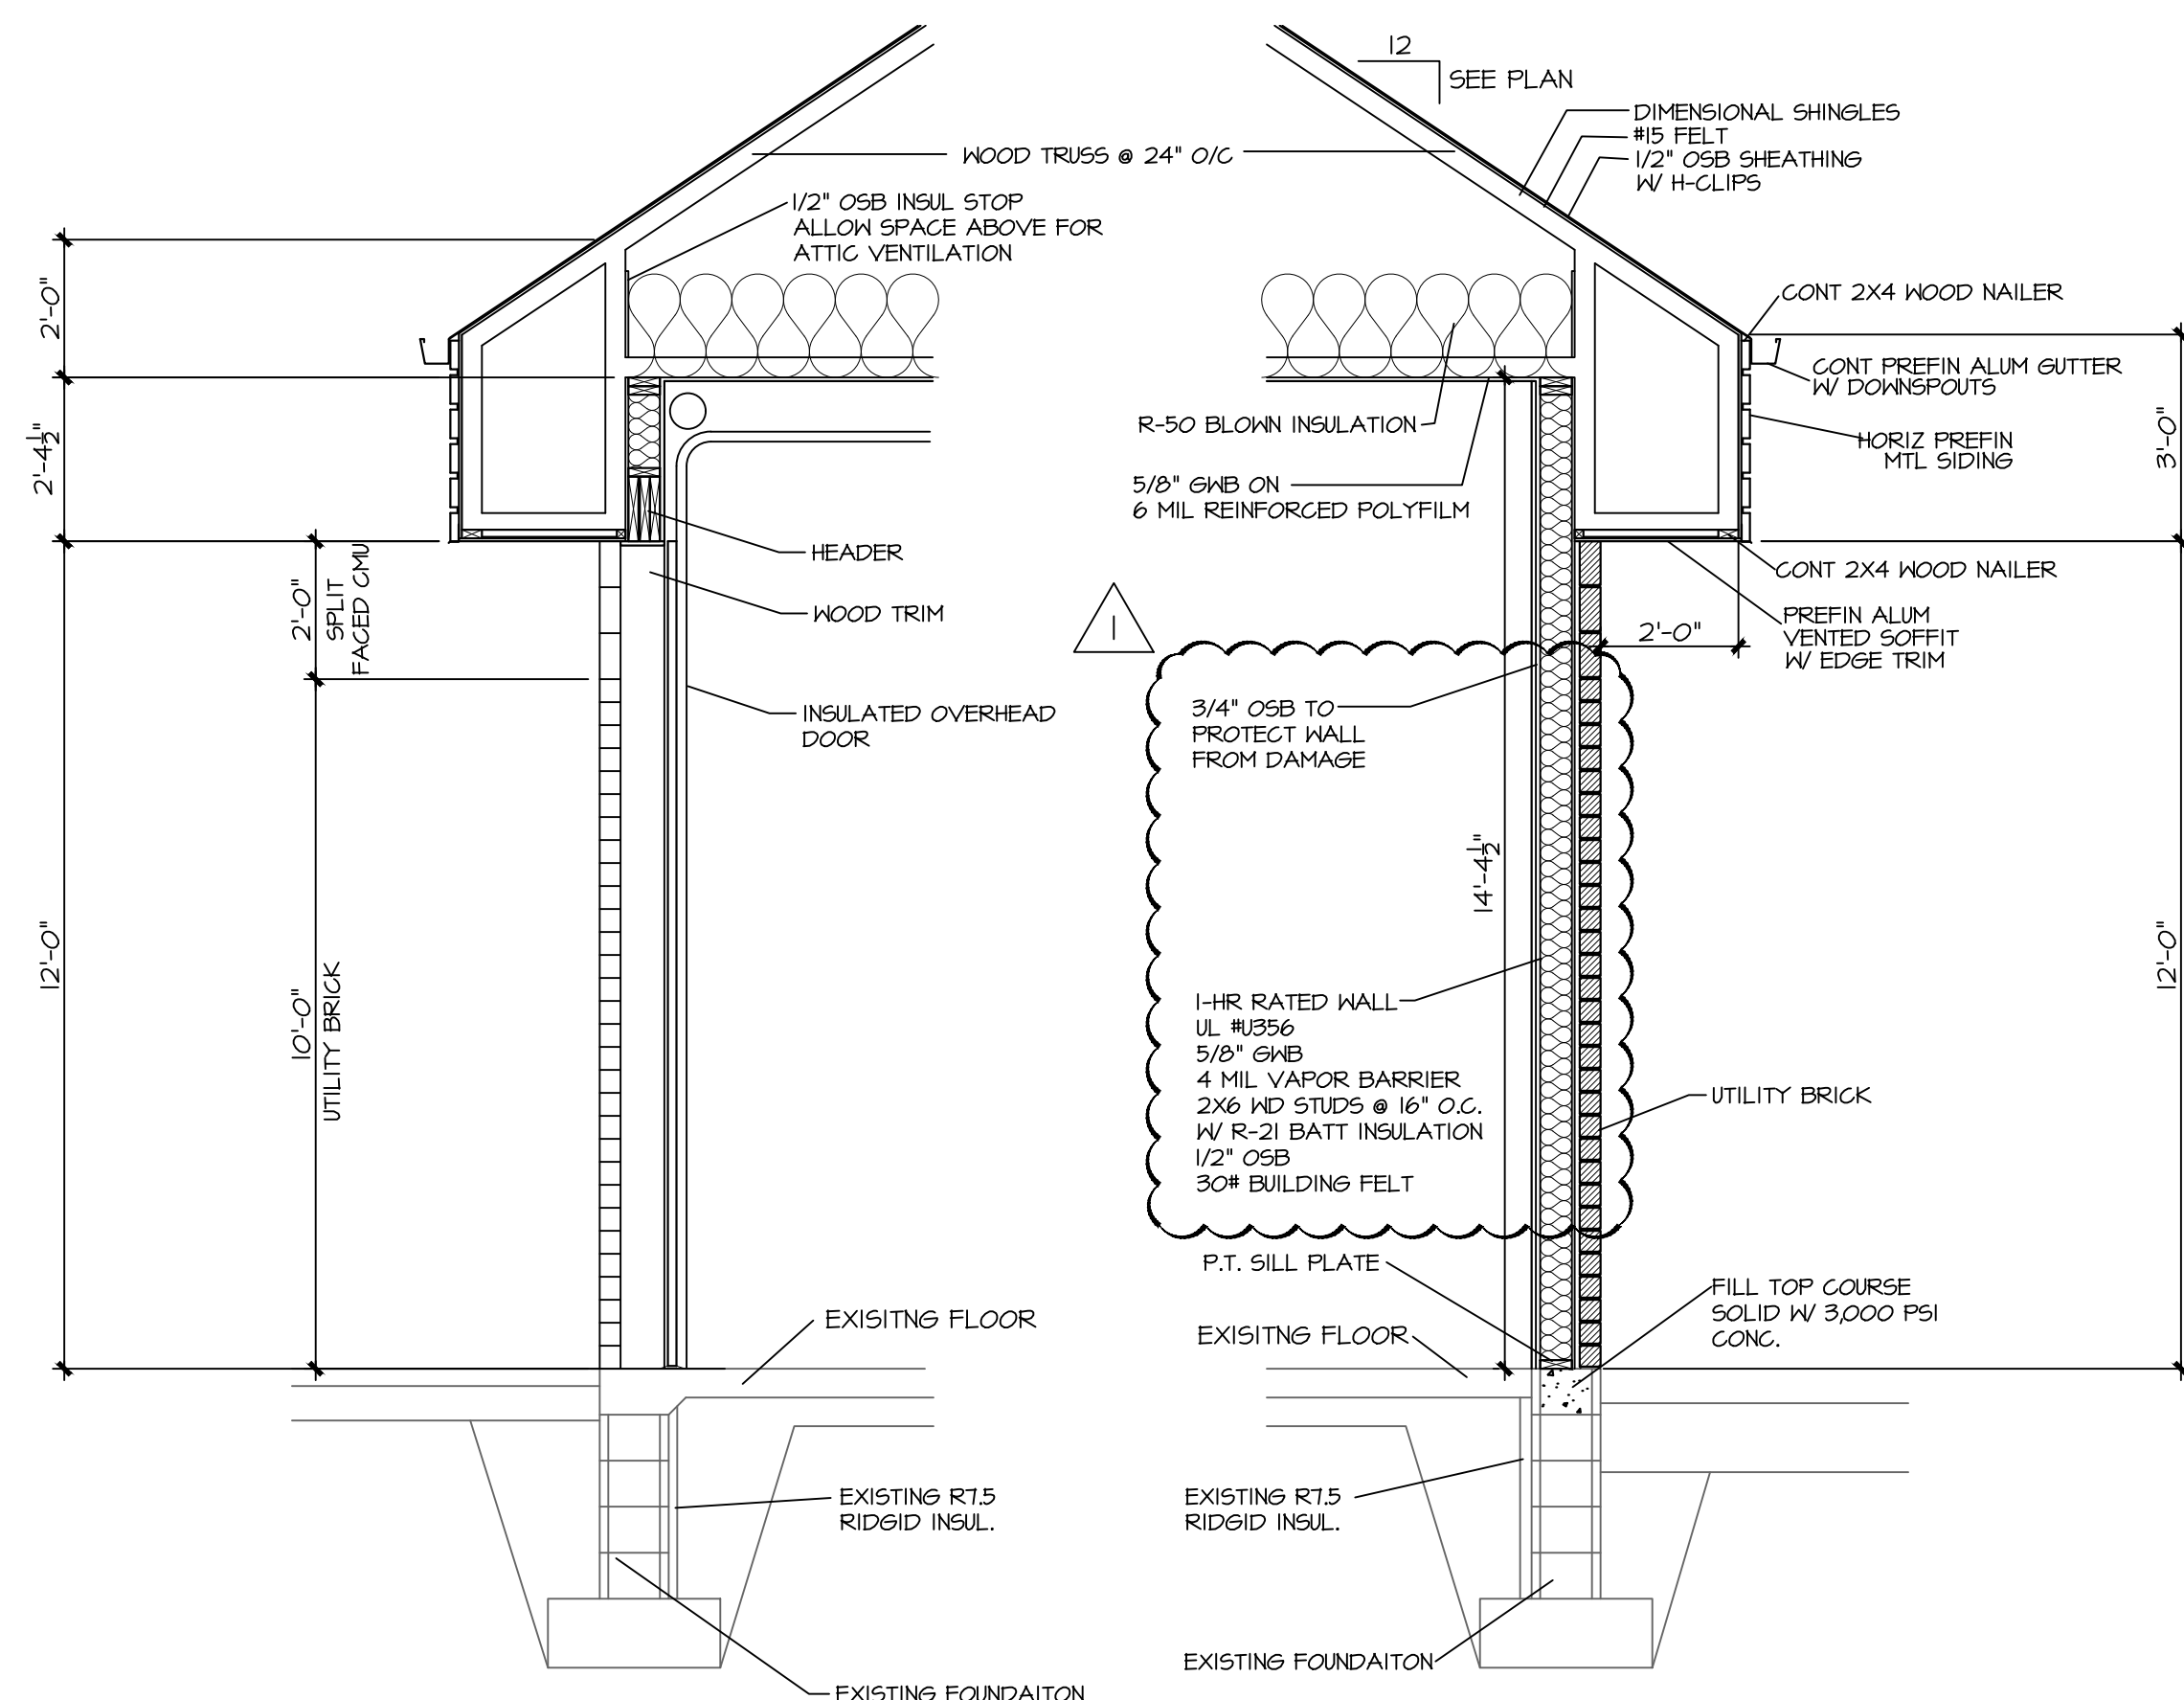 12
SEE PLAN
DIMENSIONAL SHINGLES
#15 FELT
1/2" OSB SHEATHING
W/ H-CLIPS
WOOD TRUSS @ 24" O/C
1/2" OSB INSUL STOP
ALLOW SPACE ABOVE FOR
ATTIC VENTILATION
2'-0"
CONT 2X4 WOOD NAILER
CONT PREFIN ALUM GUTTER
W/ DOWNSPOUTS
2'-4 1/2"
R-50 BLOWN INSULATION
HORIZ PREFIN
MTL SIDING
3'-0"
5/8" GWB ON
6 MIL REINFORCED POLYFILM
HEADER
WOOD TRIM
CONT 2X4 WOOD NAILER
PREFIN ALUM
VENTED SOFFIT
W/ EDGE TRIM
2'-0"
2'-0"
SPLIT
FACED CMU
1
INSULATED OVERHEAD
DOOR
3/4" OSB TO
PROTECT WALL
FROM DAMAGE
14'-4 1/2"
12'-0"
10'-0"
UTILITY BRICK
12'-0"
1-HR RATED WALL
UL #U356
5/8" GWB
4 MIL VAPOR BARRIER
2X6 WD STUDS @ 16" O.C.
W/ R-21 BATT INSULATION
1/2" OSB
30# BUILDING FELT
UTILITY BRICK
P.T. SILL PLATE
EXISITNG FLOOR
EXISITNG FLOOR
FILL TOP COURSE
SOLID W/ 3,000 PSI
CONC.
EXISTING R7.5
RIDGID INSUL.
EXISTING R7.5
RIDGID INSUL.
EXISTING FOUNDAITON
EXISTING FOUNDAITON